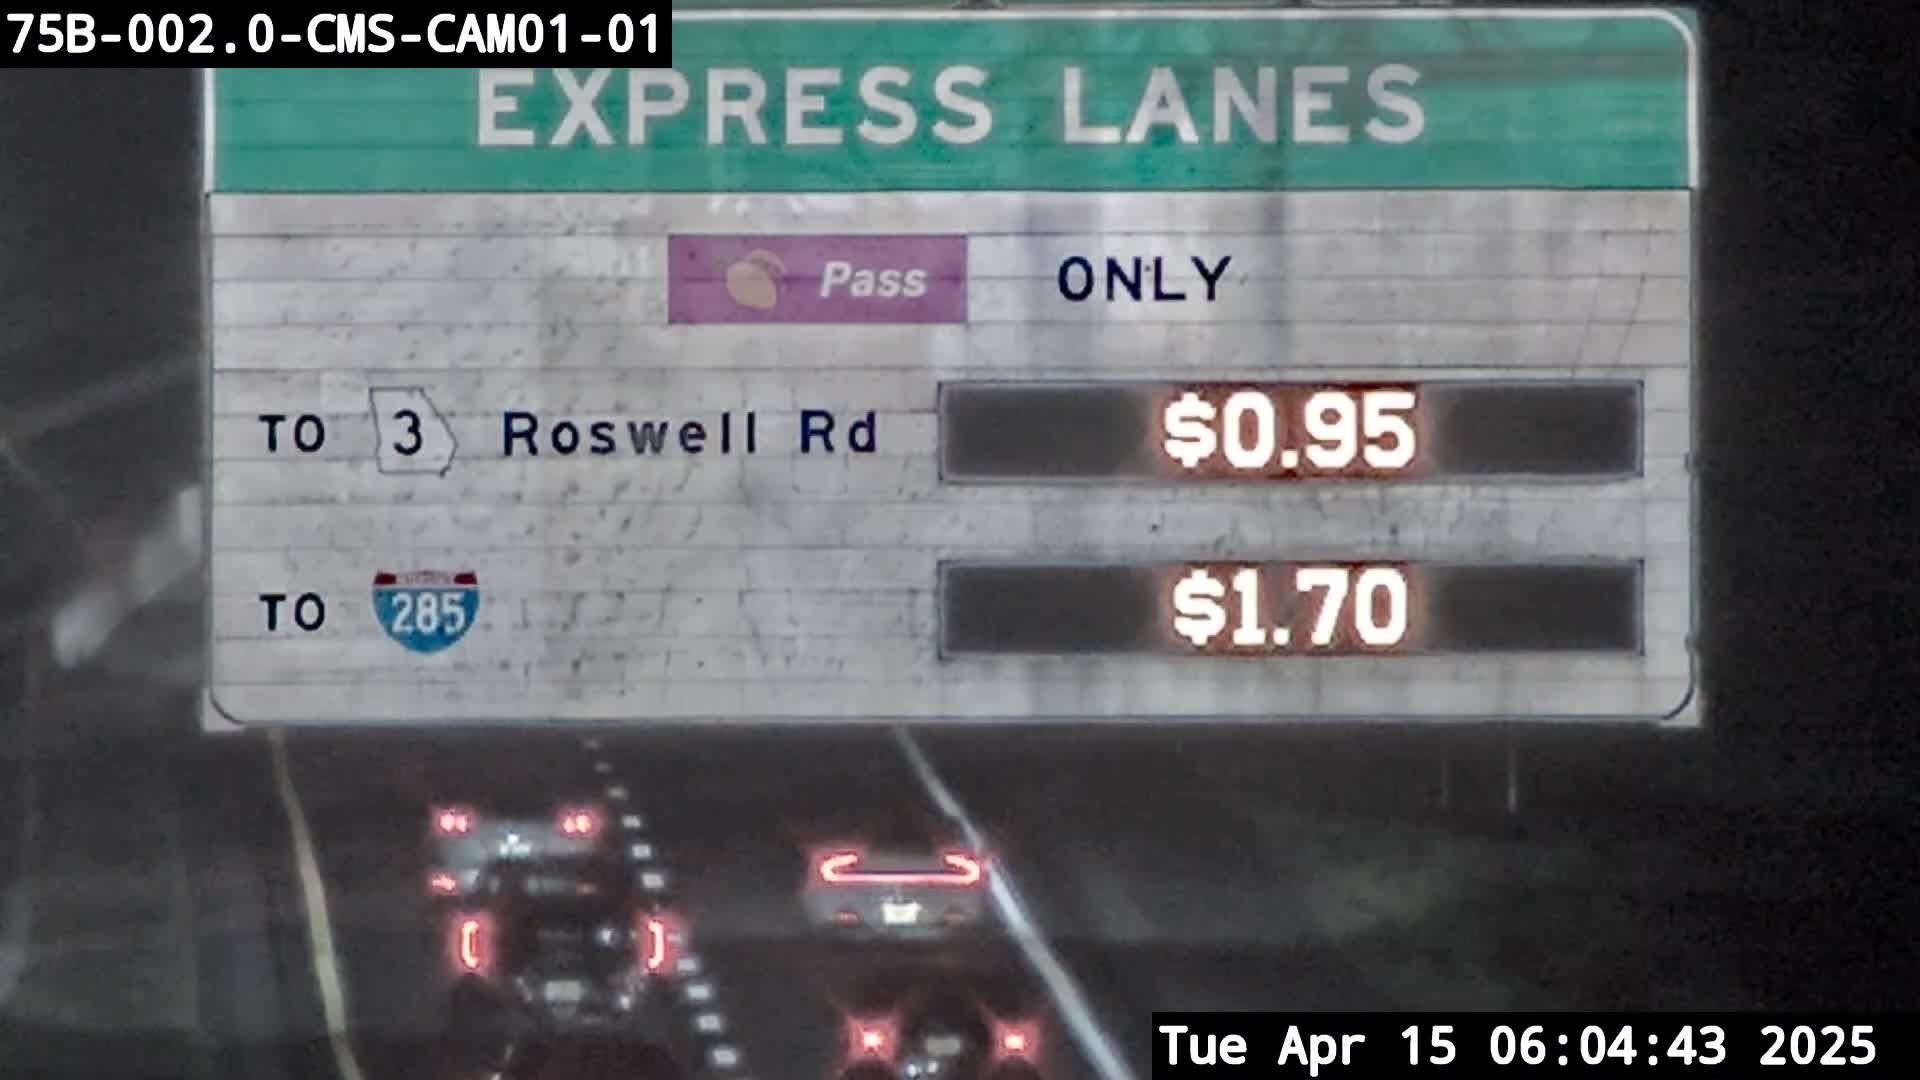 75B-002.0-CMS-CAM01-01
EXPRESS LANES
Pass ONLY
TO 3 Roswell Rd $0.95
TO 285 $1.70
Tue Apr 15 06:04:43 2025